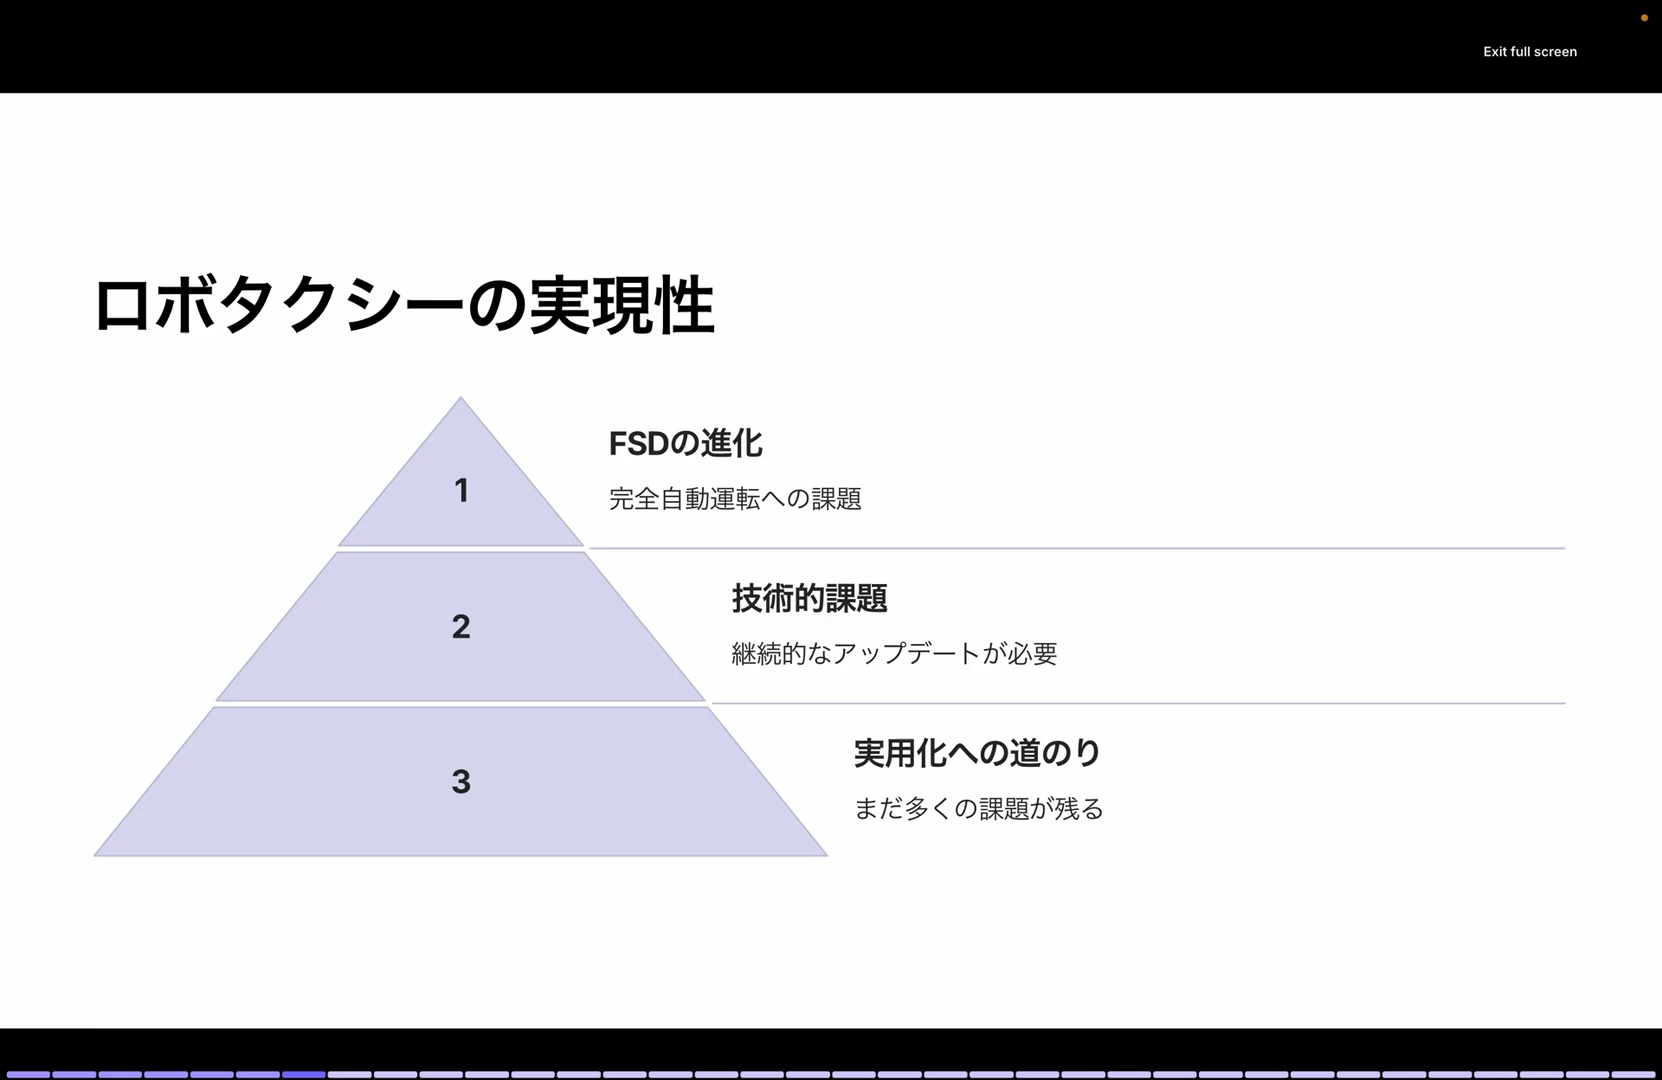 Exit full screen
ロボタクシーの実現性
1
FSDの進化
完全自動運転への課題
2
技術的課題
継続的なアップデートが必要
3
実用化への道のり
まだ多くの課題が残る